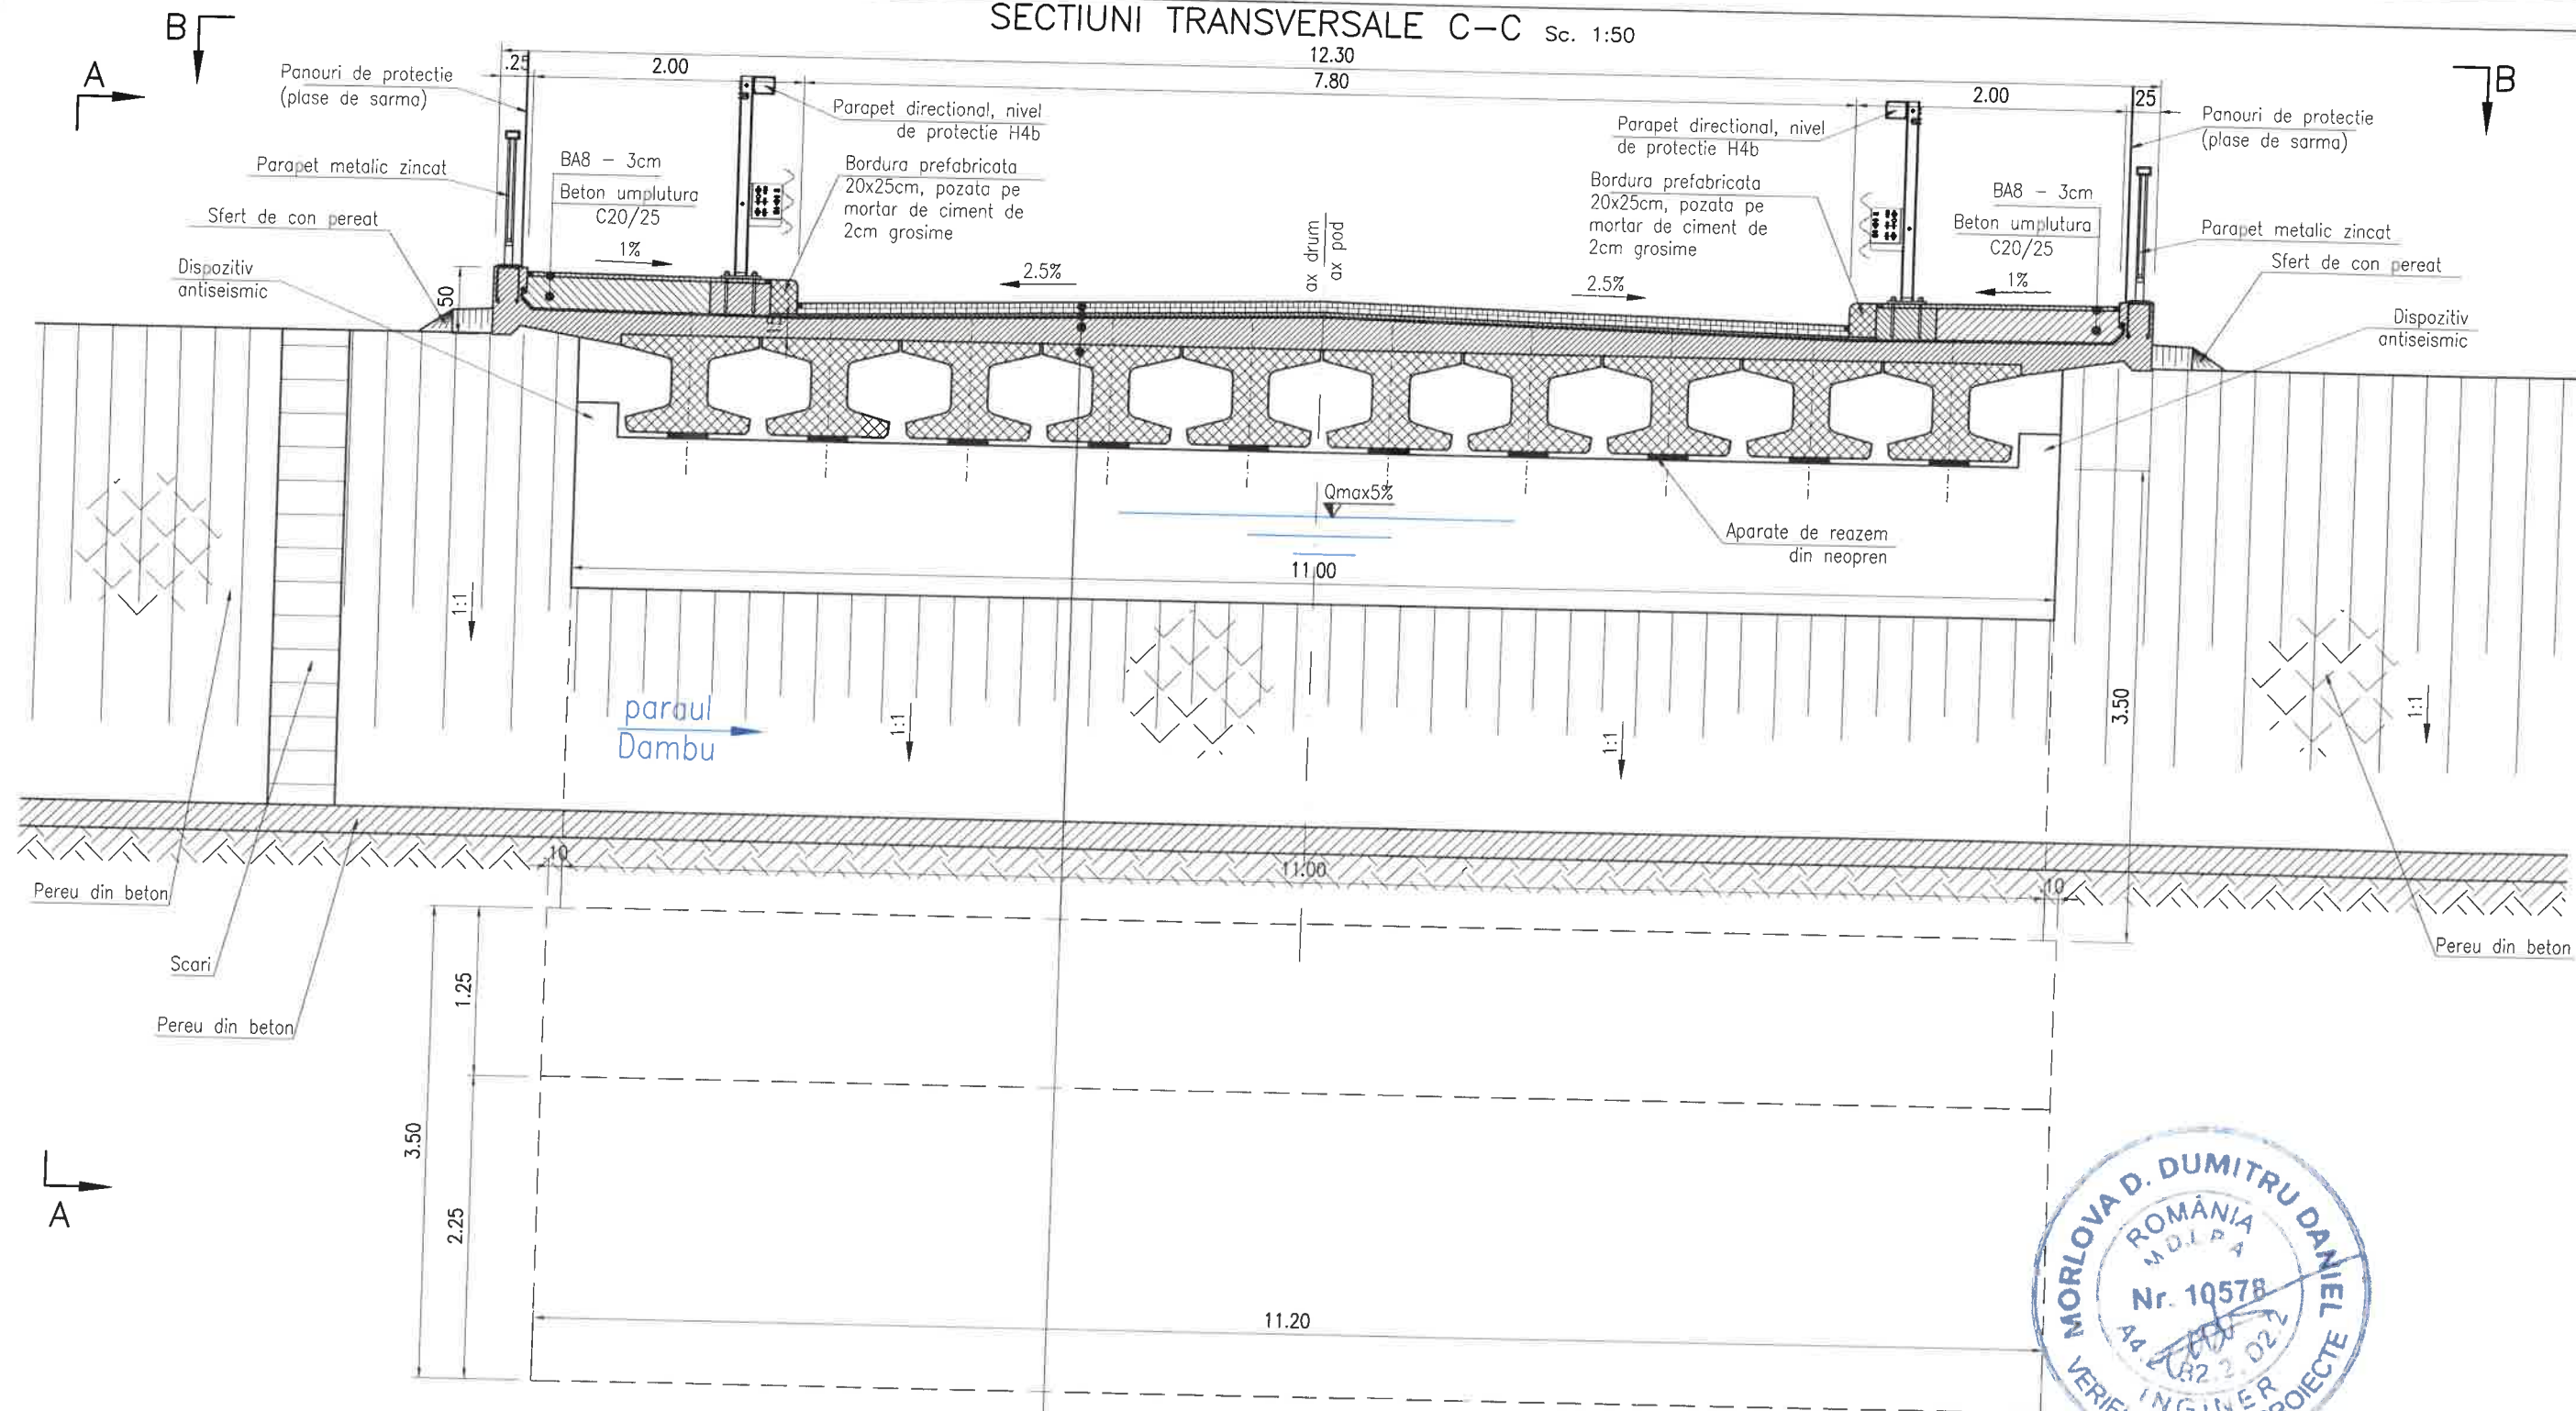 SECTIUNI TRANSVERSALE C-C Sc. 1:50
B
A
B
12.30
.25
2.00
7.80
2.00
25
Panouri de protectie
(plase de sarma)
Parapet directional, nivel
de protectie H4b
Parapet directional, nivel
de protectie H4b
Panouri de protectie
(plase de sarma)
Parapet metalic zincat
BA8 - 3cm
Beton umplutura
C20/25
1%
Bordura prefabricata
20x25cm, pozata pe
mortar de ciment de
2cm grosime
Bordura prefabricata
20x25cm, pozata pe
mortar de ciment de
2cm grosime
BA8 - 3cm
Beton umplutura
C20/25
1%
Parapet metalic zincat
Sfert de con pereat
Sfert de con pereat
Dispozitiv
antiseismic
50
2.5%
ax drum
ax pod
2.5%
Dispozitiv
antiseismic
Qmax5%
Aparate de reazem
din neopren
11.00
1:1
paraul
Dambu
1:1
1:1
3.50
1:1
.10
11.00
.10
Pereu din beton
Scari
Pereu din beton
Pereu din beton
1.25
3.50
2.25
11.20
A
MORLOVA D. DUMITRU DANIEL
ROMÂNIA
M.D.L.P.A
Nr. 10578
INGINER